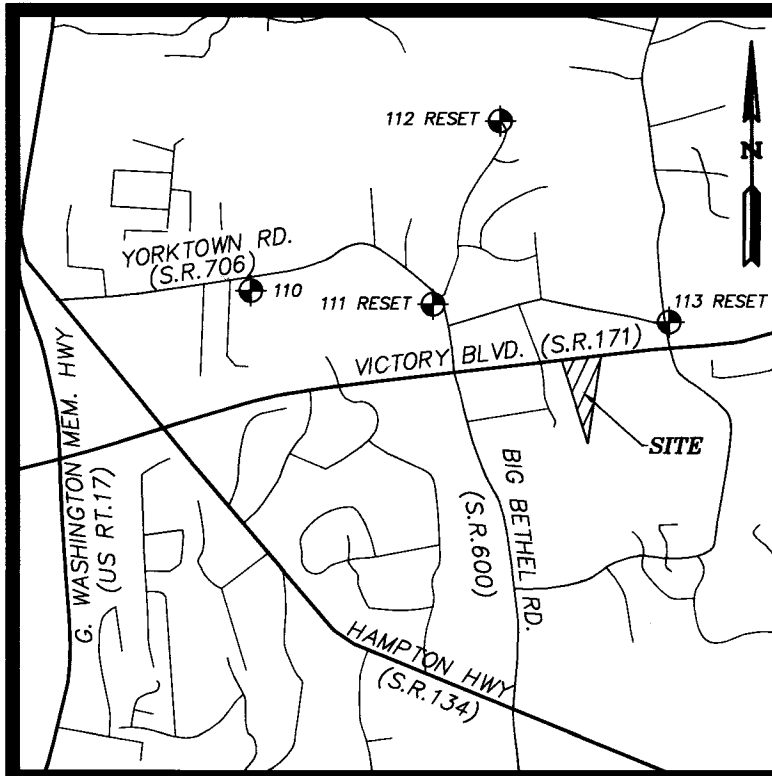 112 RESET
N
YORKTOWN RD.
(S.R.706)
110
111 RESET
113 RESET
VICTORY BLVD. (S.R.171)
SITE
G. WASHINGTON MEM. HWY
(US RT.17)
BIG BETHEL RD.
(S.R.600)
HAMPTON HWY
(S.R.134)